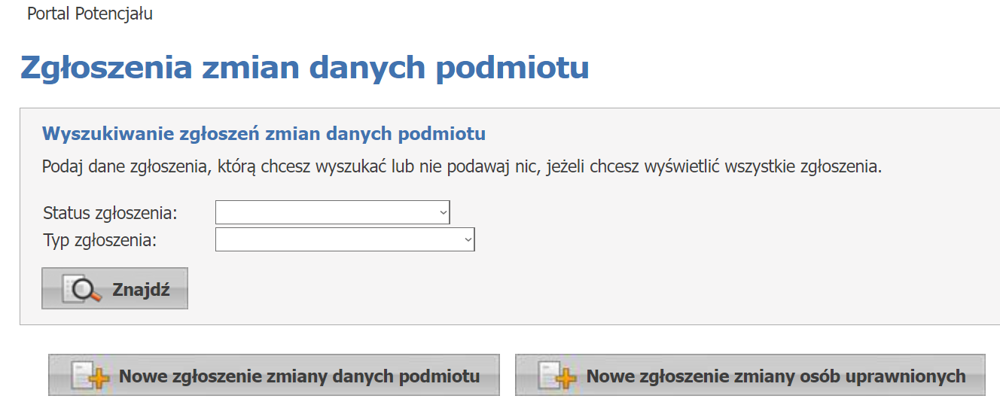 Portal Potencjału
Zgłoszenia zmian danych podmiotu
Wyszukiwanie zgłoszeń zmian danych podmiotu
Podaj dane zgłoszenia, którą chcesz wyszukać lub nie podawaj nic, jeżeli chcesz wyświetlić wszystkie zgłoszenia.
Status zgłoszenia:
Typ zgłoszenia:
Znajdź
Nowe zgłoszenie zmiany danych podmiotu Nowe zgłoszenie zmiany osób uprawnionych